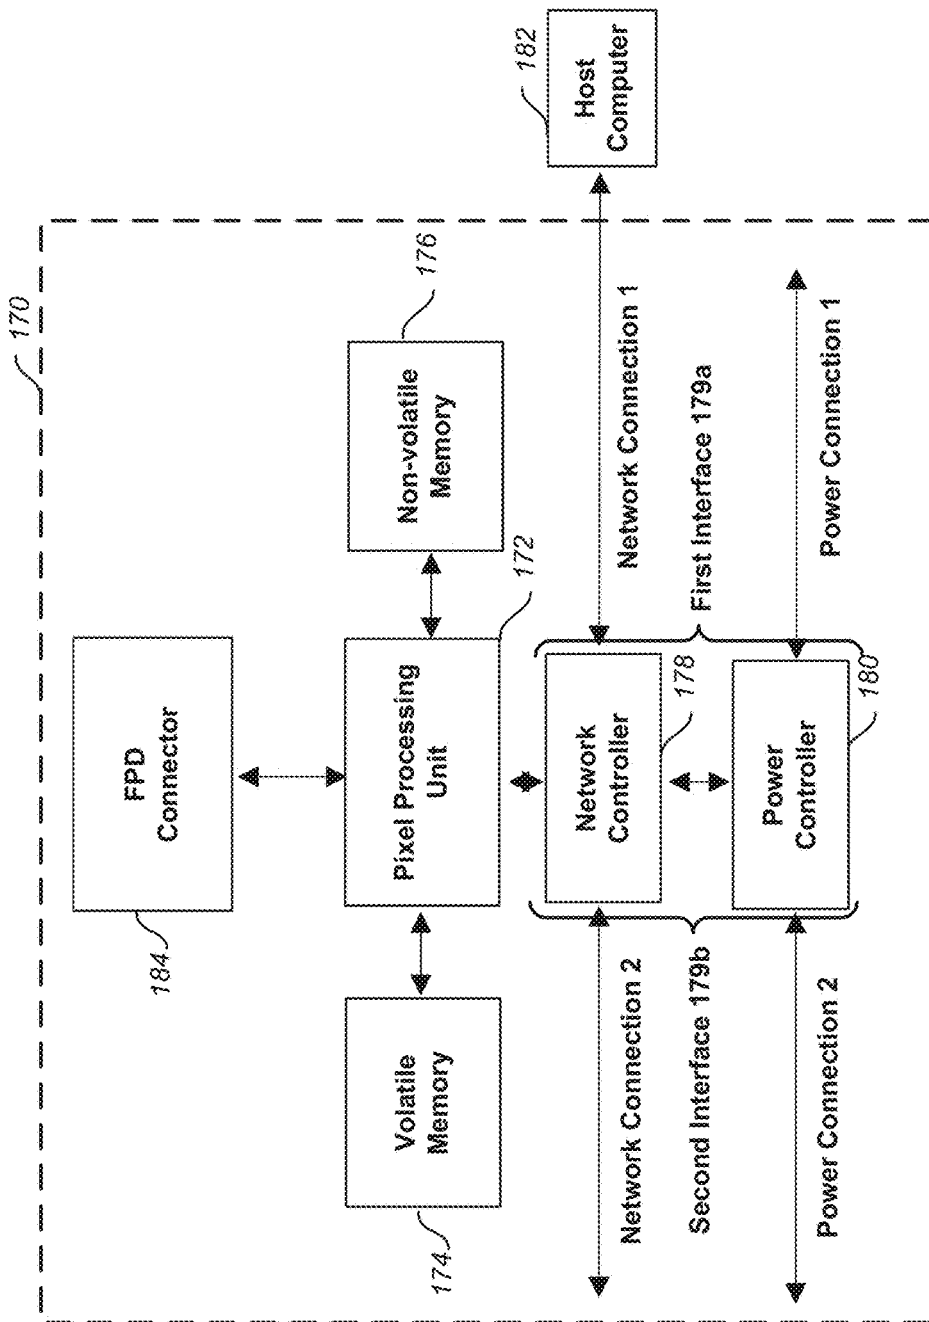 170
FPD
Connector
184
Volatile
Memory
174
Pixel Processing
Unit
172
Non-volatile
Memory
176
Network Connection 2
Network
Controller
178
Network Connection 1
Host
Computer
182
Second Interface 179b
First Interface 179a
Power Connection 2
Power
Controller
180
Power Connection 1